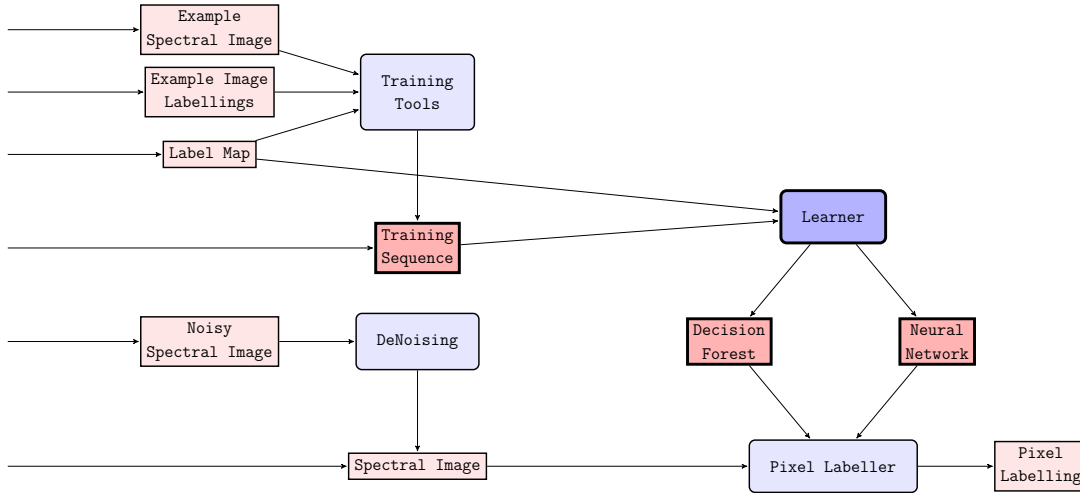 Example
Spectral Image
Example Image
Labellings
Label Map
Training
Tools
Training
Sequence
Learner
Noisy
Spectral Image
DeNoising
Decision
Forest
Neural
Network
Spectral Image
Pixel Labeller
Pixel
Labelling